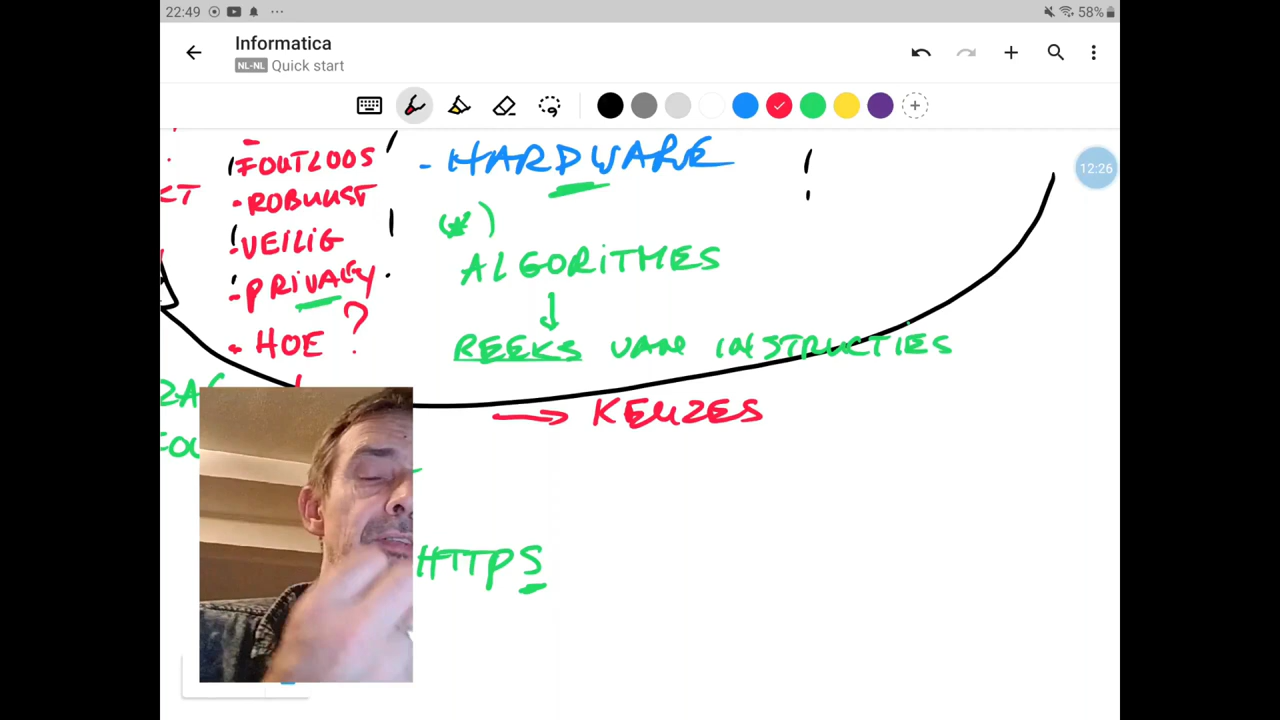 22:49
58%
Informatica
NL-NL Quick start
12:26
- FOUTLOOS
- ROBUUST
- VEILIG
- PRIVACY
- HOE ?
- HARDWARE
(*)
ALGORITMES
REEKS VAN INSTRUCTIES
→ KEUZES
HTTPS